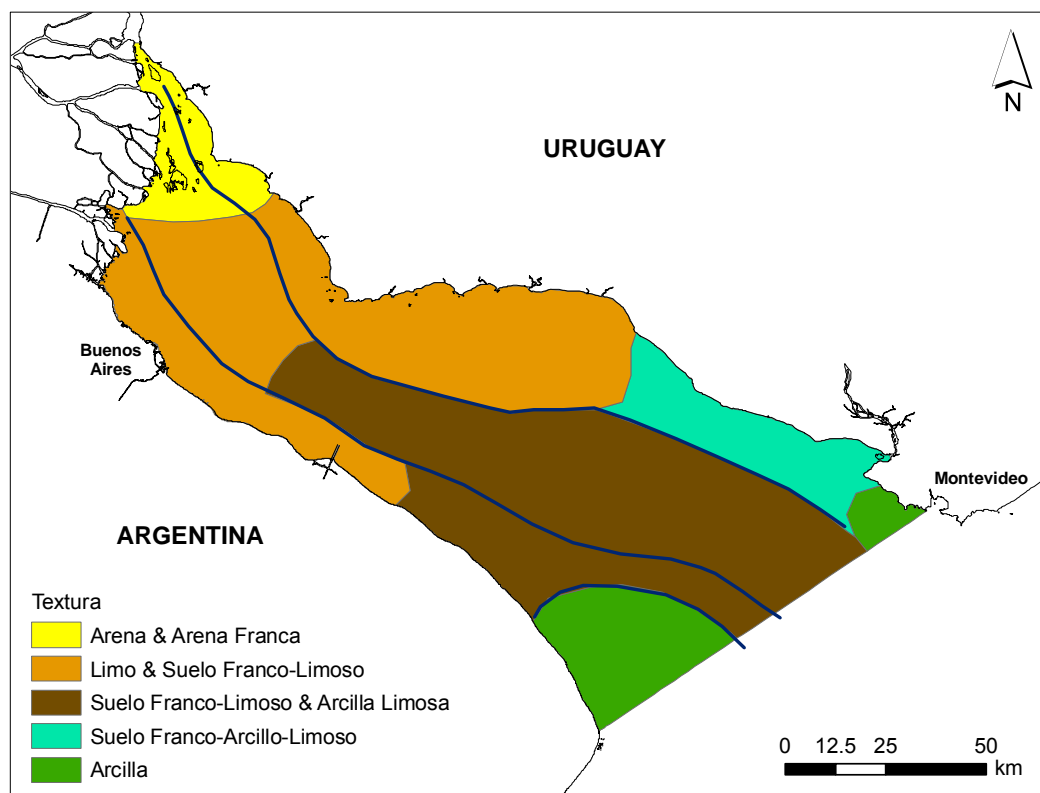 N
URUGUAY
Buenos
Aires
Montevideo
ARGENTINA
Textura
Arena & Arena Franca
Limo & Suelo Franco-Limoso
Suelo Franco-Limoso & Arcilla Limosa
Suelo Franco-Arcillo-Limoso
Arcilla
0 12.5 25 50
km